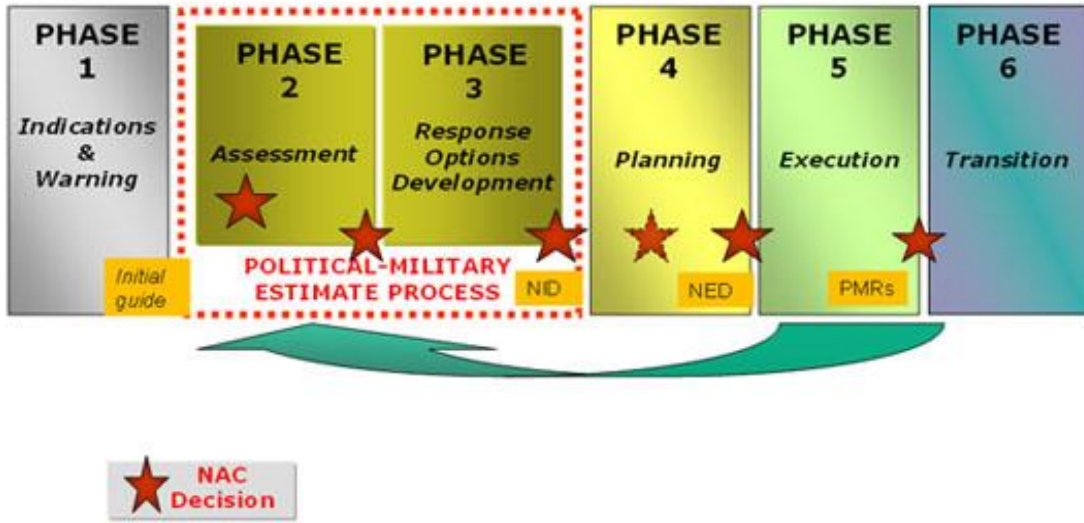 PHASE
1
Indications
&
Warning
Initial
guide
PHASE
2
Assessment
PHASE
3
Response
Options
Development
POLITICAL-MILITARY
ESTIMATE PROCESS
NID
PHASE
4
Planning
NED
PHASE
5
Execution
PMRs
PHASE
6
Transition
NAC
Decision